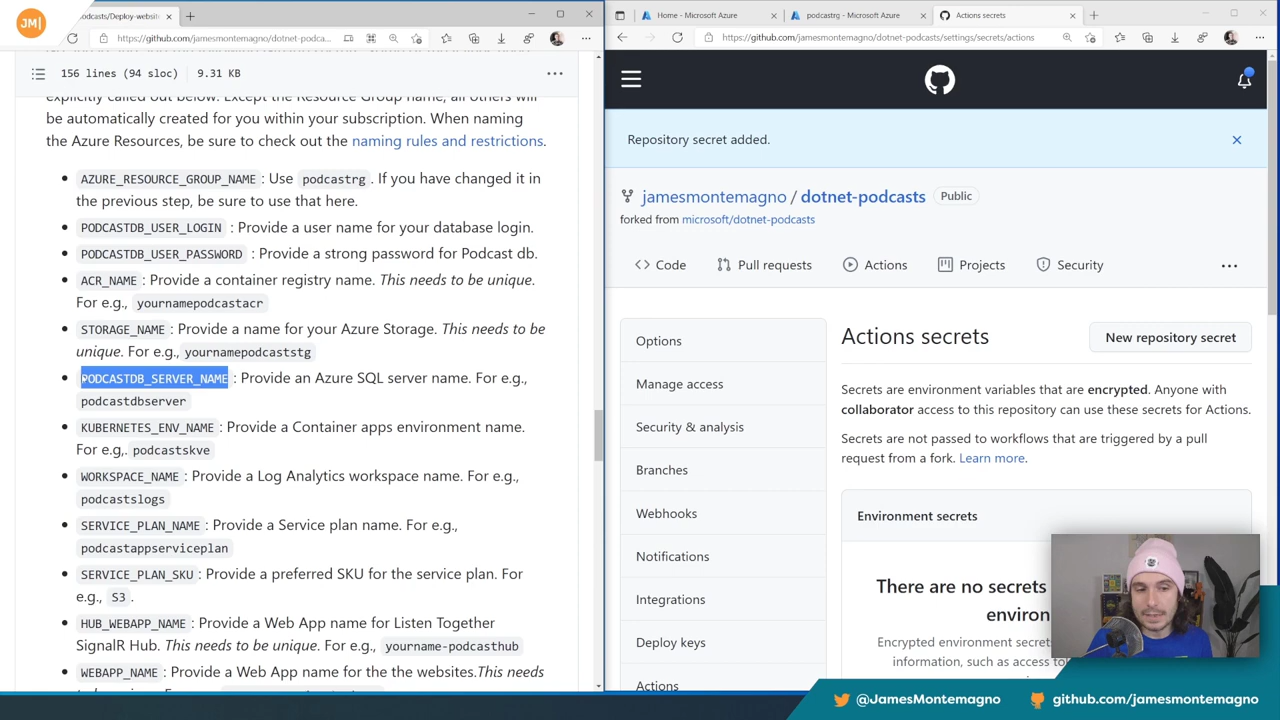 JM|
odcasts/Deploy-websit
https://github.com/jamesmontemagno/dotnet-podca...
156 lines (94 sloc) 9.31 KB
explicitly called out below. Except the Resource Group name, all others will
be automatically created for you within your subscription. When naming
the Azure Resources, be sure to check out the naming rules and restrictions.
AZURE_RESOURCE_GROUP_NAME : Use podcastrg . If you have changed it in
the previous step, be sure to use that here.
PODCASTDB_USER_LOGIN : Provide a user name for your database login.
PODCASTDB_USER_PASSWORD : Provide a strong password for Podcast db.
ACR_NAME : Provide a container registry name. This needs to be unique.
For e.g., yournamepodcastacr
STORAGE_NAME : Provide a name for your Azure Storage. This needs to be
unique. For e.g., yournamepodcaststg
PODCASTDB_SERVER_NAME : Provide an Azure SQL server name. For e.g.,
podcastdbserver
KUBERNETES_ENV_NAME : Provide a Container apps environment name.
For e.g,. podcastskve
WORKSPACE_NAME : Provide a Log Analytics workspace name. For e.g.,
podcastslogs
SERVICE_PLAN_NAME : Provide a Service plan name. For e.g.,
podcastappserviceplan
SERVICE_PLAN_SKU : Provide a preferred SKU for the service plan. For
e.g., S3 .
HUB_WEBAPP_NAME : Provide a Web App name for Listen Together
SignalR Hub. This needs to be unique. For e.g., yourname-podcasthub
WEBAPP_NAME : Provide a Web App name for the the websites.This needs
Home - Microsoft Azure
podcastrg - Microsoft Azure
Actions secrets
https://github.com/jamesmontemagno/dotnet-podcasts/settings/secrets/actions
Repository secret added.
jamesmontemagno / dotnet-podcasts Public
forked from microsoft/dotnet-podcasts
Code Pull requests Actions Projects Security
Options
Manage access
Security & analysis
Branches
Webhooks
Notifications
Integrations
Deploy keys
Actions
Actions secrets
New repository secret
Secrets are environment variables that are encrypted. Anyone with
collaborator access to this repository can use these secrets for Actions.
Secrets are not passed to workflows that are triggered by a pull
request from a fork. Learn more.
Environment secrets
There are no secrets
environ
Encrypted environment secret
information, such as access to
@JamesMontemagno
github.com/jamesmontemagno